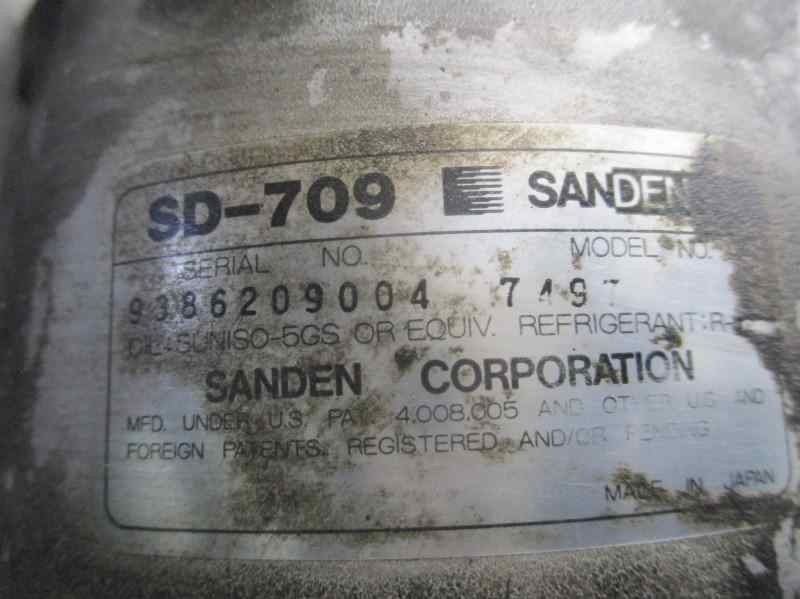 SD-709 SANDEN
SERIAL NO. MODEL NO.
9386209004 7497
OIL: SUNISO-5GS OR EQUIV. REFRIGERANT: R-
SANDEN CORPORATION
MFD. UNDER U.S. PAT. 4.008.005 AND OTHER U.S. AND
FOREIGN PATENTS. REGISTERED AND/OR PENDING
MADE IN JAPAN